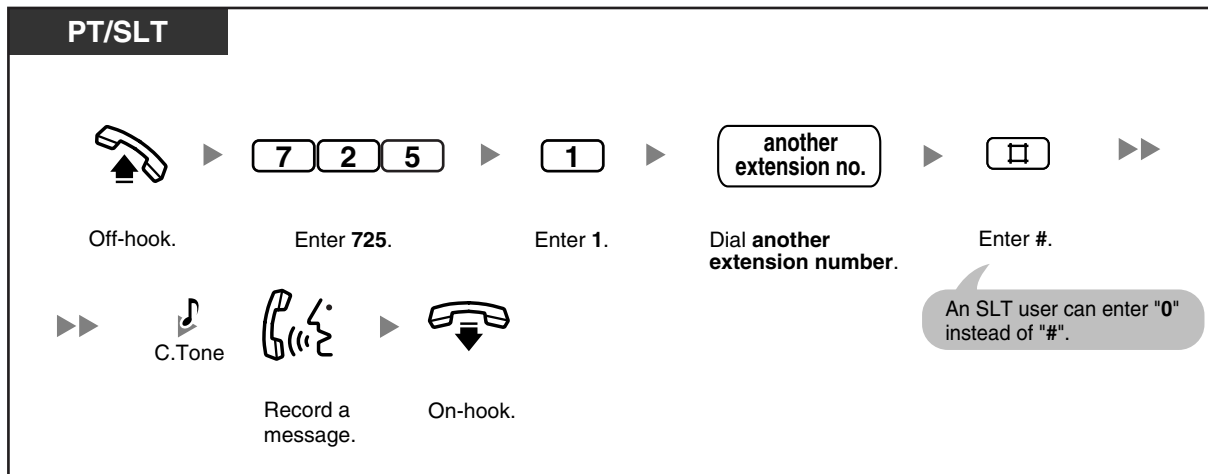 PT/SLT
7 2 5
1
another
extension no.
#
Off-hook.
Enter 725.
Enter 1.
Dial another
extension number.
Enter #.
An SLT user can enter "0"
instead of "#".
C.Tone
Record a
message.
On-hook.